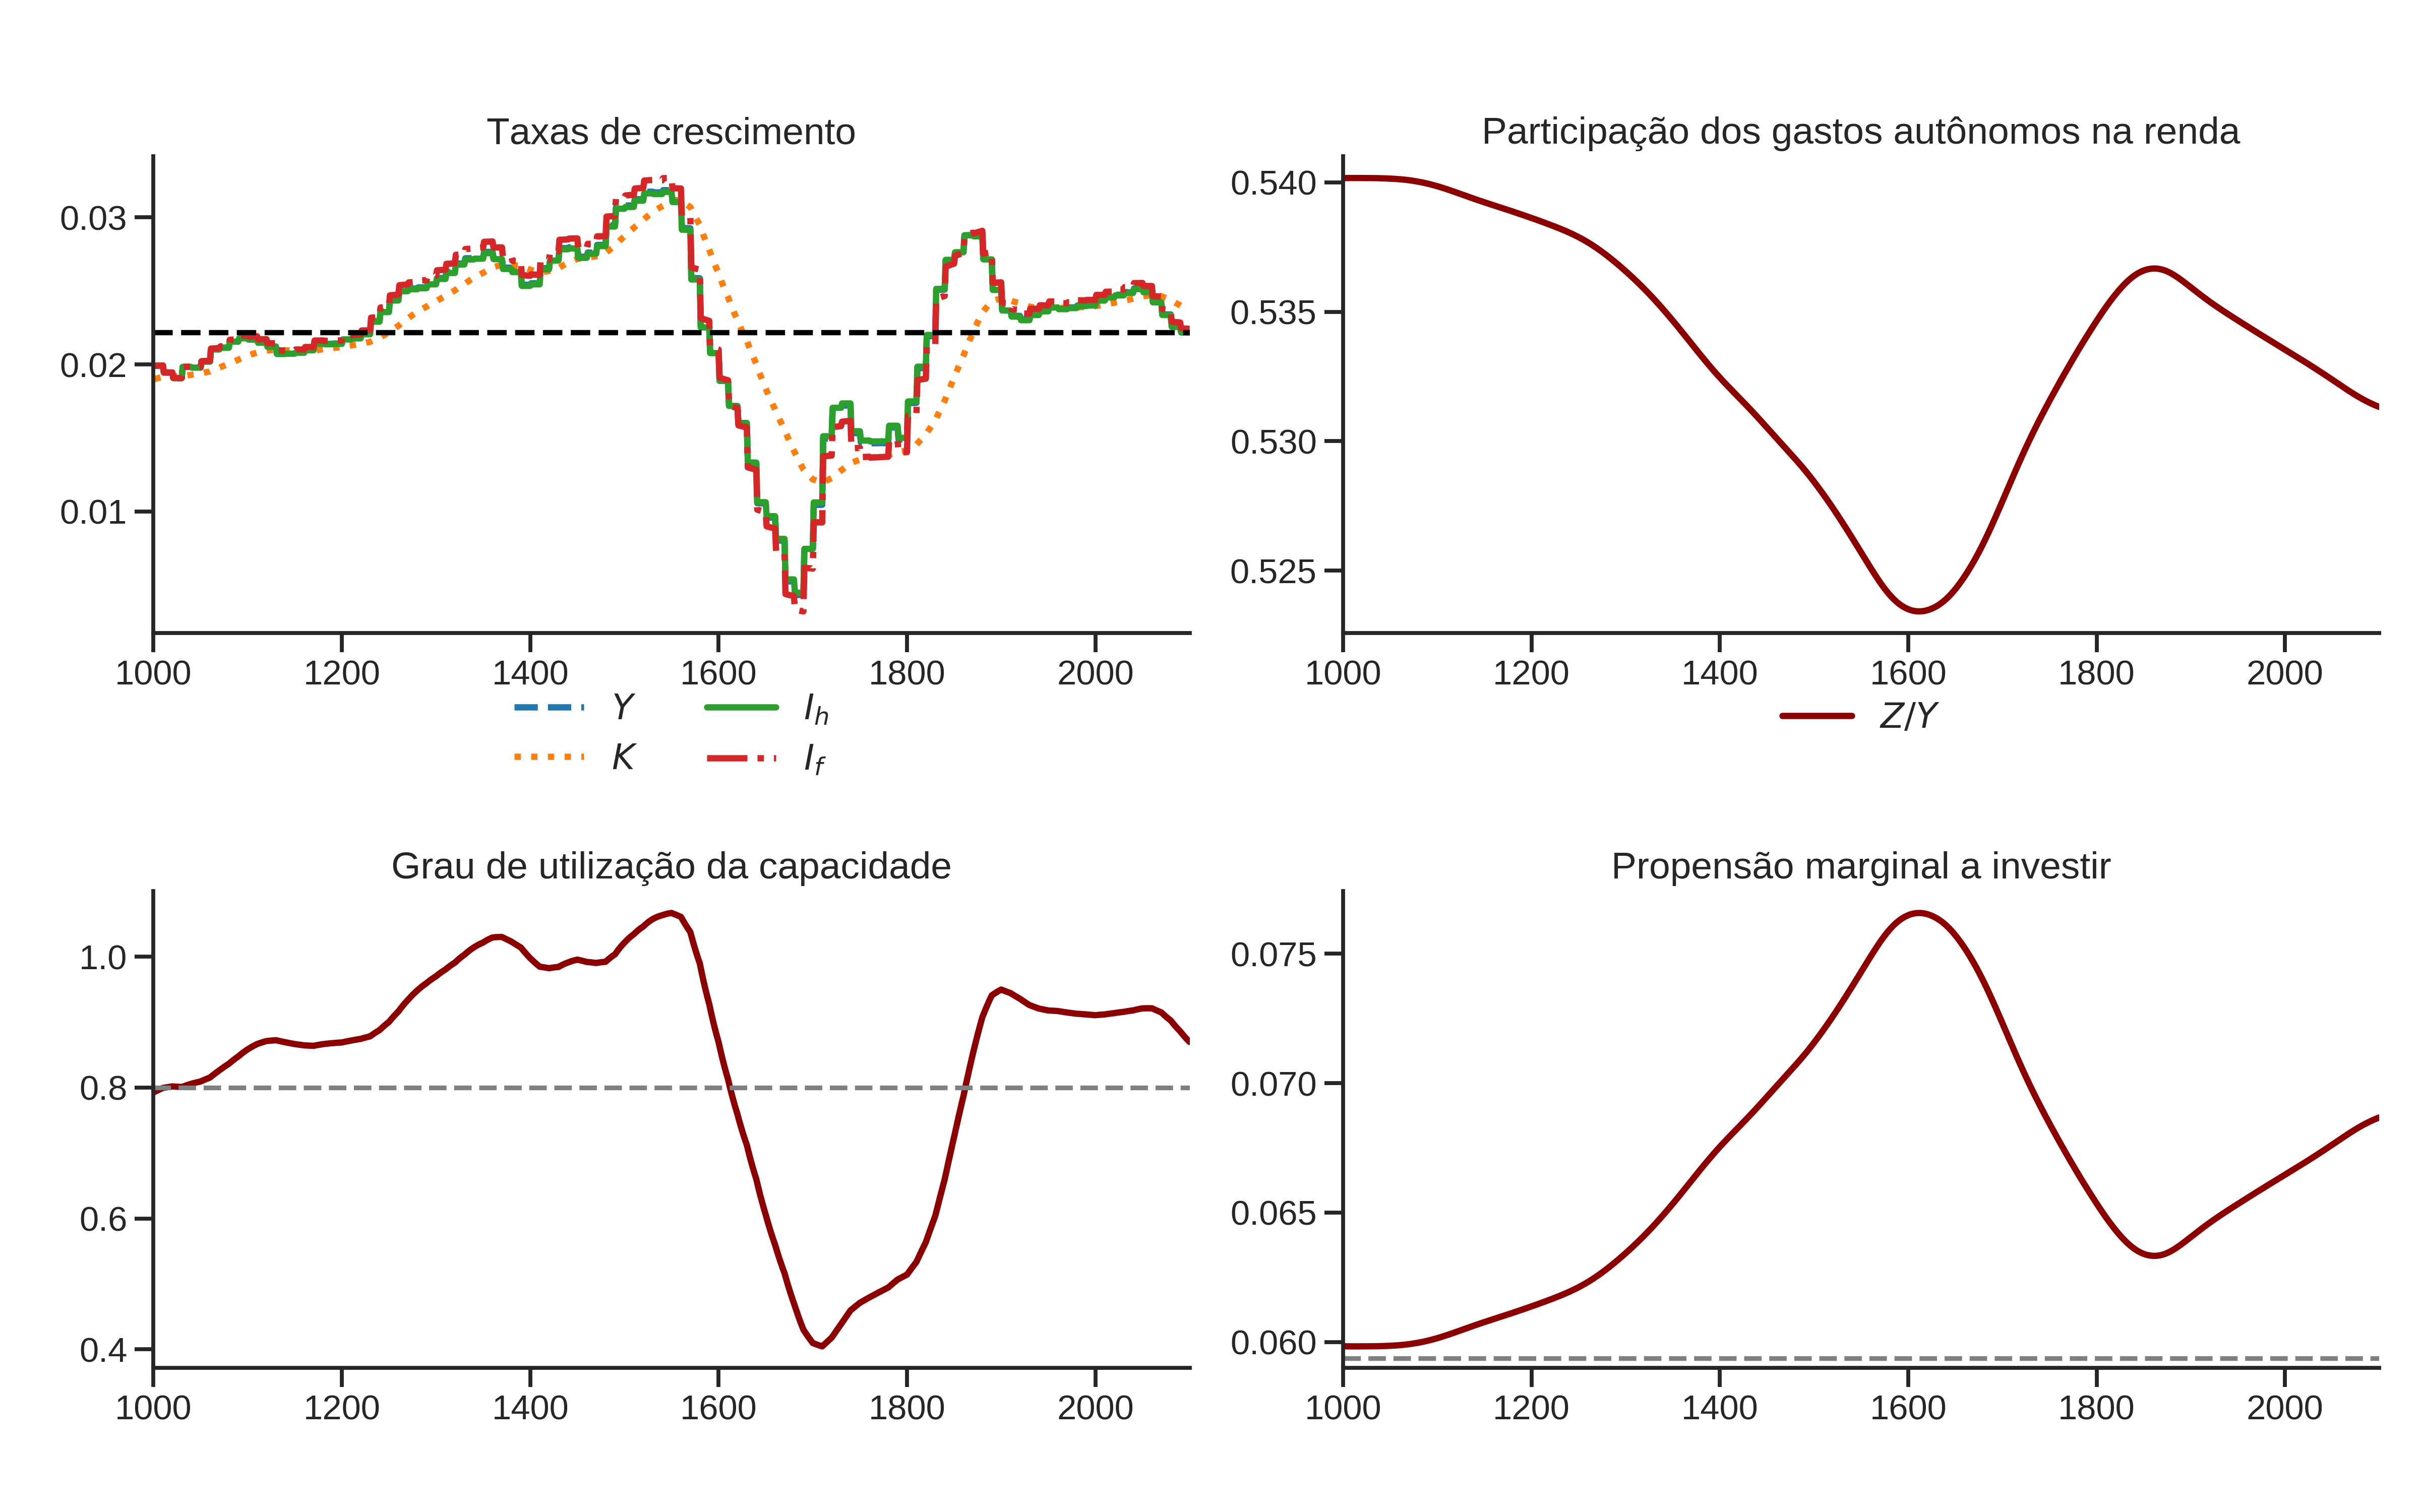 Taxas de crescimento
0.03
0.02
0.01
1000 1200 1400 1600 1800 2000
Y I_h
K I_f
Participação dos gastos autônomos na renda
0.540
0.535
0.530
0.525
1000 1200 1400 1600 1800 2000
Z/Y
Grau de utilização da capacidade
1.0
0.8
0.6
0.4
1000 1200 1400 1600 1800 2000
Propensão marginal a investir
0.075
0.070
0.065
0.060
1000 1200 1400 1600 1800 2000